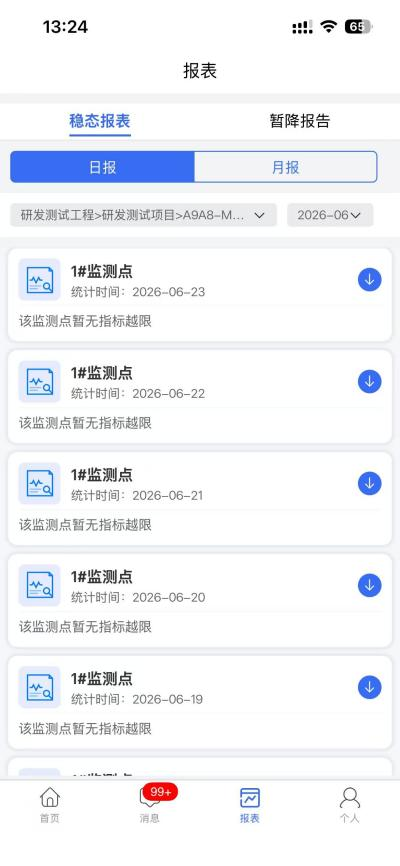 13:24
65
报表
稳态报表
暂降报告
日报
月报
研发测试工程>研发测试项目>A9A8-M...
2026-06
1#监测点
统计时间：2026-06-23
该监测点暂无指标越限
1#监测点
统计时间：2026-06-22
该监测点暂无指标越限
1#监测点
统计时间：2026-06-21
该监测点暂无指标越限
1#监测点
统计时间：2026-06-20
该监测点暂无指标越限
1#监测点
统计时间：2026-06-19
该监测点暂无指标越限
1#监测点
99+
首页
消息
报表
个人